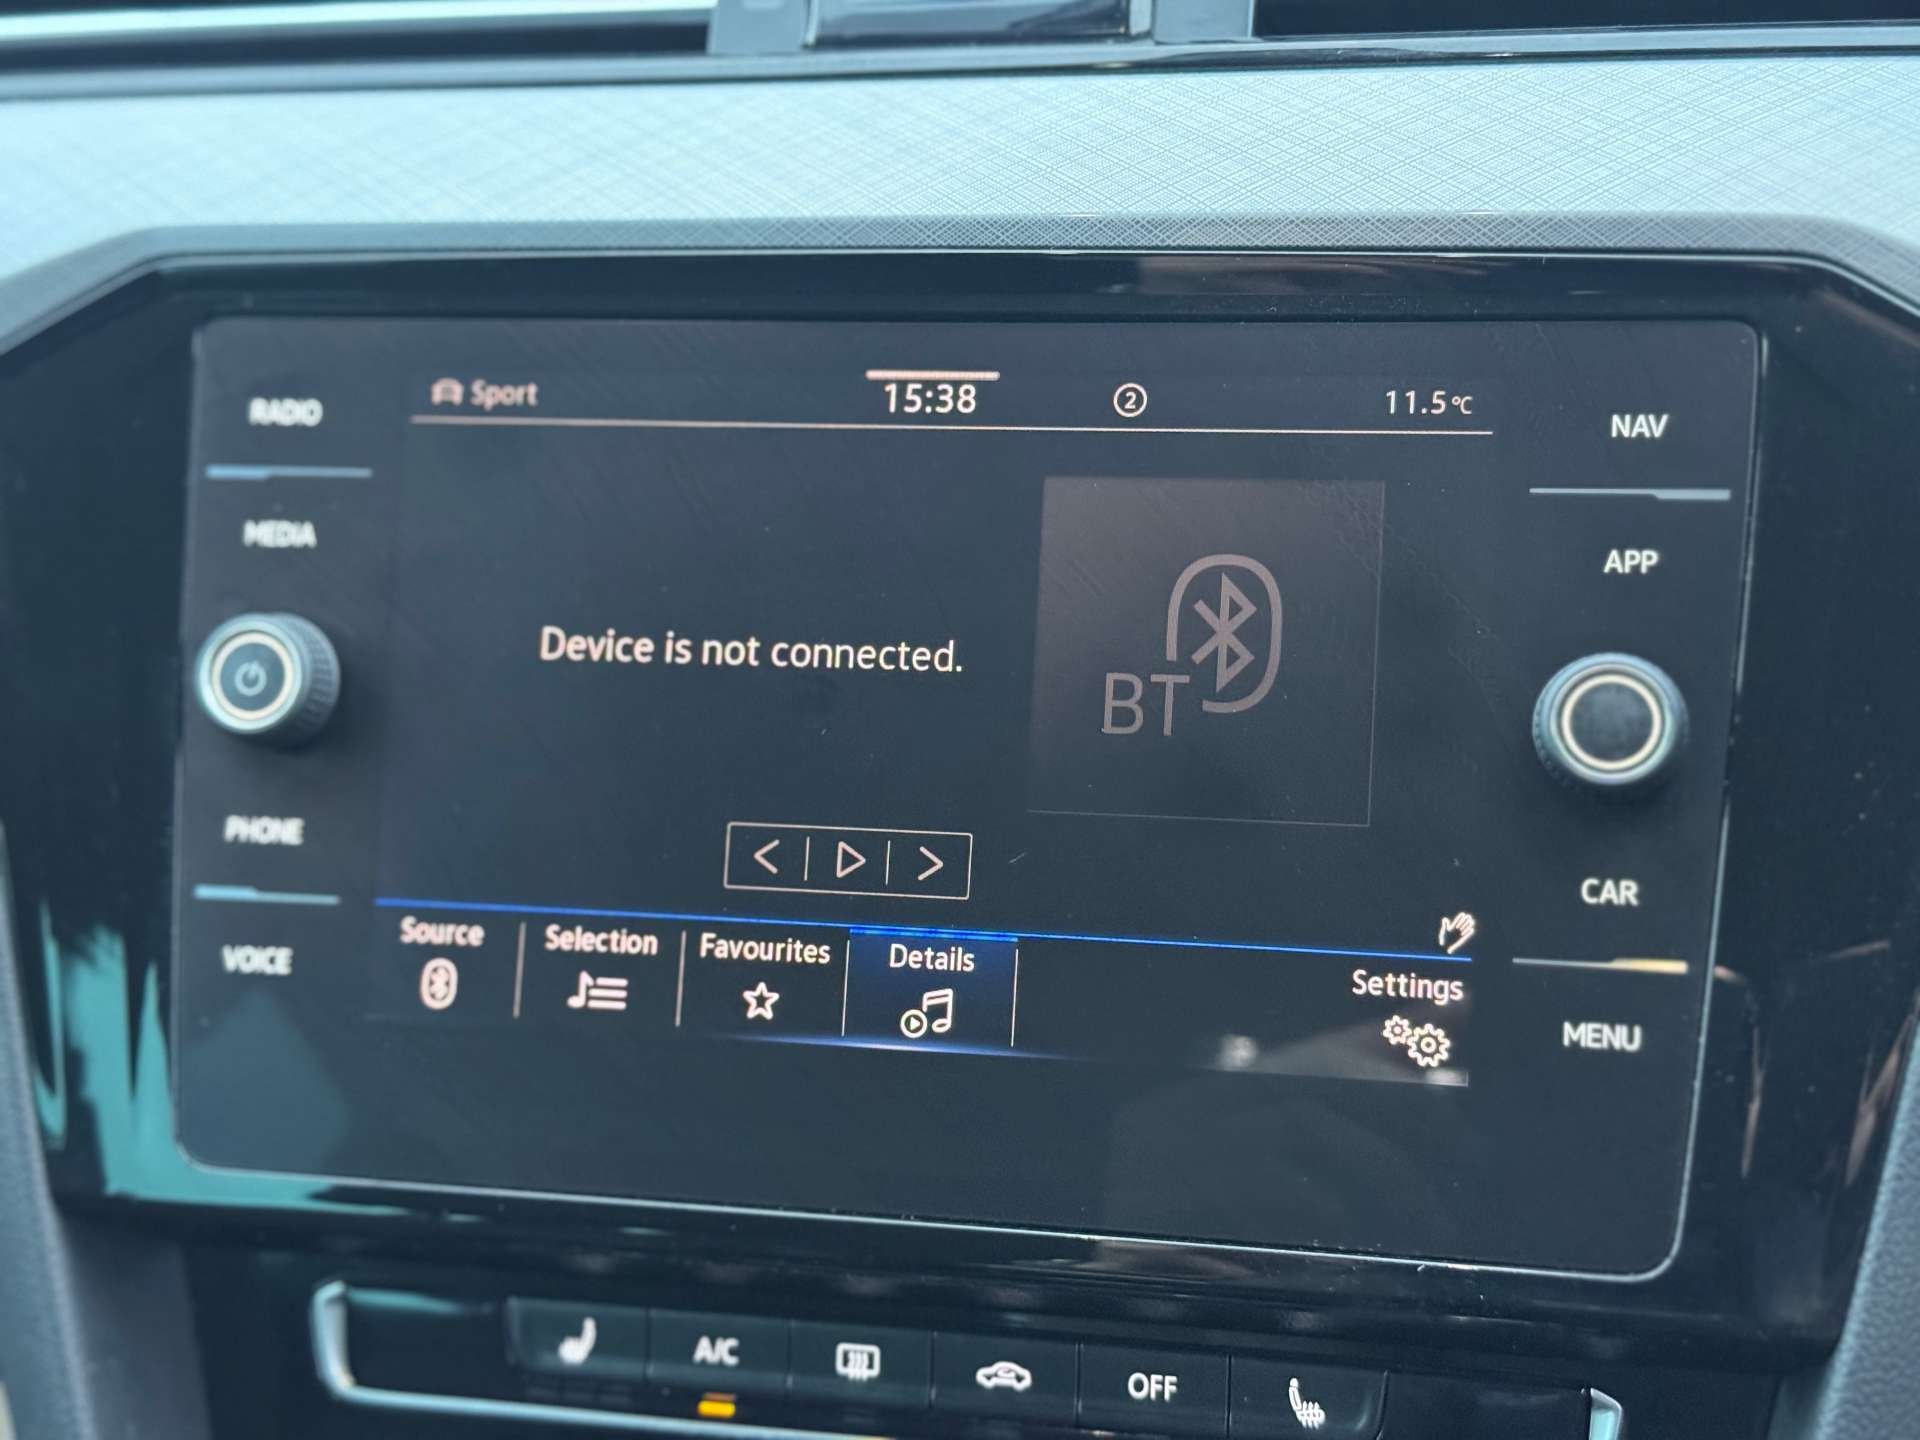 Sport 15:38 2 11.5°C
RADIO
NAV
MEDIA
APP
Device is not connected.
BT
PHONE
CAR
VOICE
Source Selection Favourites Details Settings
MENU
A/C OFF